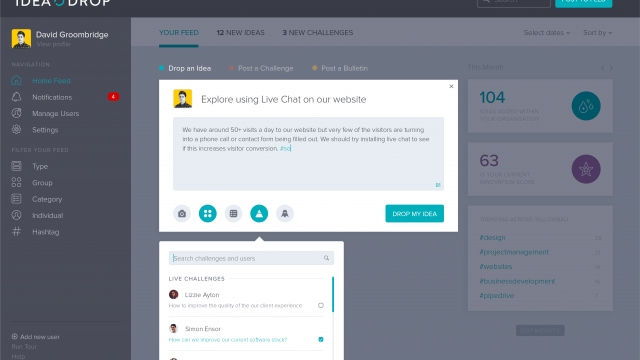 IDEA DROP
David Groombridge
View profile
NAVIGATION
Home Feed
Notifications
4
Manage Users
Settings
FILTER YOUR FEED
Type
Group
Category
Individual
Hashtag
Add new user
Run Tour
Help
Search
POST TO FEED
YOUR FEED
12 NEW IDEAS
3 NEW CHALLENGES
Select dates
Sort by
Drop an Idea
Post a Challenge
Post a Bulletin
Explore using Live Chat on our website
We have around 50+ visits a day to our website but very few of the visitors are turning
into a phone call or contact form being filled out. We should try installing live chat to see
if this increases visitor conversion. #so
DROP MY IDEA
Search challenges and users
LIVE CHALLENGES
Lizzie Ayton
How to improve the quality of the our client experience
Simon Ensor
How can we improve our current software stack?
This Month
104
63
#design
#projectmanagement
#websites
#businessdevelopment
#pipedrive